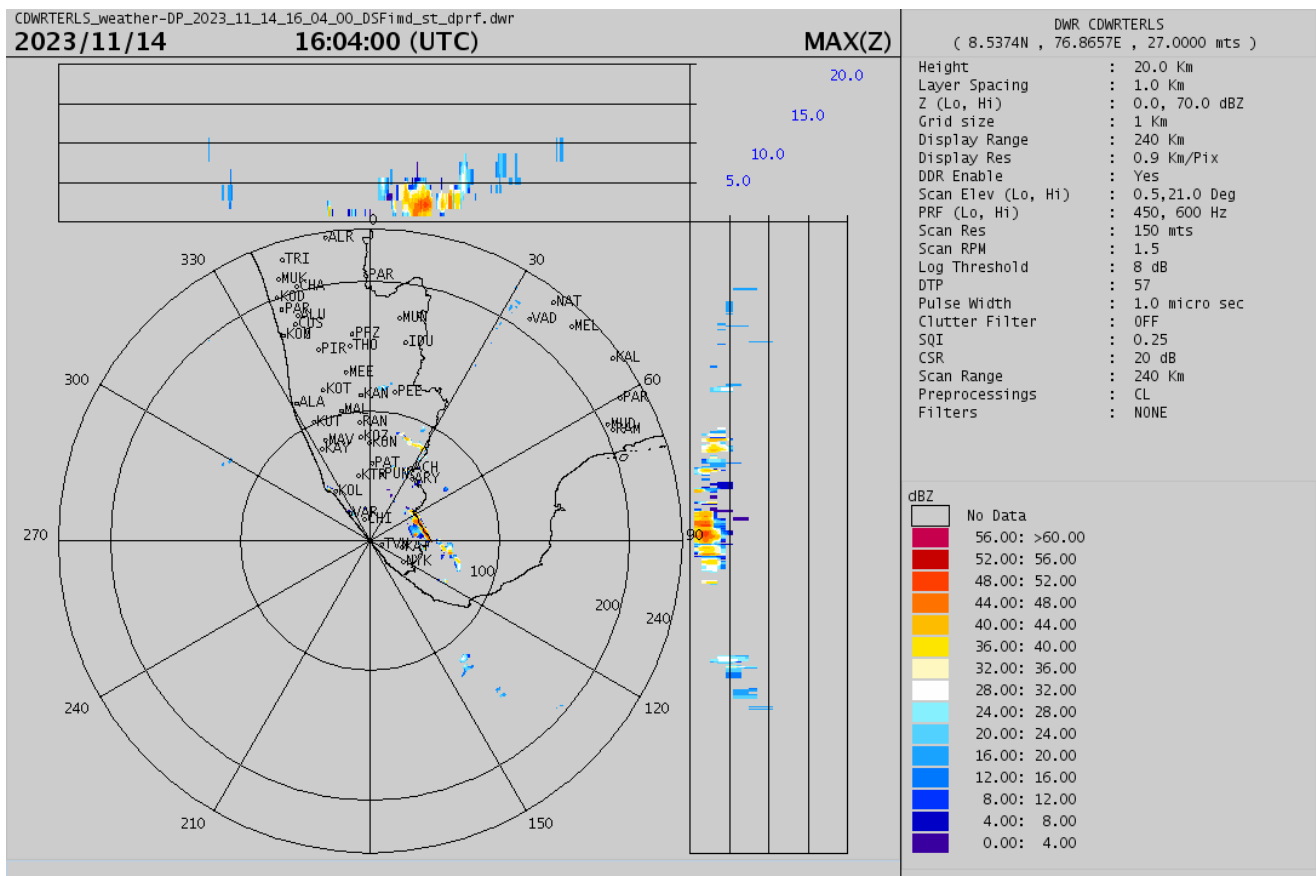 CDWRTERLS_weather-DP_2023_11_14_16_04_00_DSFimd_st_dprf.dwr
2023/11/14 16:04:00 (UTC) MAX(Z)
20.0
15.0
10.0
5.0
0
30
60
90
120
150
210
240
270
300
330
100
200
240
ALR
TRI
PAR
MUK
CHA
KOD
PAR
CUS
KON
NAT
VAD
MEL
MUN
PFZ
THO
IDU
PIR
KAL
MEE
KOT
KAN
PEE
PAR
ALA
MAL
KUT
RAN
MUD
RAM
MAV
KOZ
KAY
KON
PAT
ACH
KTR
PUN
ARY
KOL
VAR
CHI
TVM
KAT
NYK
DWR CDWRTERLS
( 8.5374N , 76.8657E , 27.0000 mts )
Height : 20.0 Km
Layer Spacing : 1.0 Km
Z (Lo, Hi) : 0.0, 70.0 dBZ
Grid size : 1 Km
Display Range : 240 Km
Display Res : 0.9 Km/Pix
DDR Enable : Yes
Scan Elev (Lo, Hi) : 0.5,21.0 Deg
PRF (Lo, Hi) : 450, 600 Hz
Scan Res : 150 mts
Scan RPM : 1.5
Log Threshold : 8 dB
DTP : 57
Pulse Width : 1.0 micro sec
Clutter Filter : OFF
SQI : 0.25
CSR : 20 dB
Scan Range : 240 Km
Preprocessings : CL
Filters : NONE
dBZ
No Data
56.00: >60.00
52.00: 56.00
48.00: 52.00
44.00: 48.00
40.00: 44.00
36.00: 40.00
32.00: 36.00
28.00: 32.00
24.00: 28.00
20.00: 24.00
16.00: 20.00
12.00: 16.00
8.00: 12.00
4.00: 8.00
0.00: 4.00